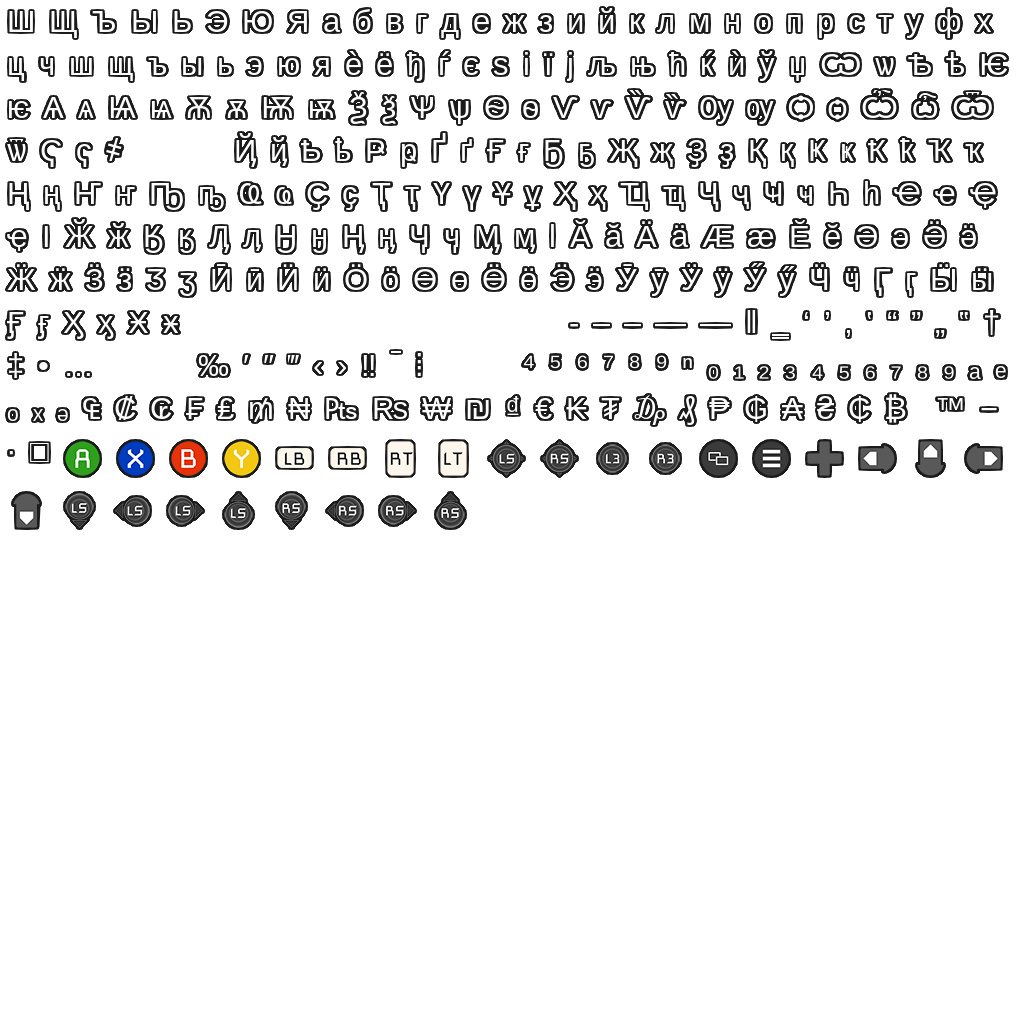 Ш Щ Ъ Ы Ь Э Ю Я а б в г д е ж з и й к л м н о п р с т у ф х
ц ч ш щ ъ ы ь э ю я ѐ ё ђ ѓ є ѕ і ї ј љ њ ћ ќ ѝ ў џ Ѡ ѡ Ѣ ѣ Ѥ
ѥ Ѧ ѧ Ѩ ѩ Ѫ ѫ Ѭ ѭ Ѯ ѯ Ѱ ѱ Ѳ ѳ Ѵ ѵ Ѷ ѷ Ѹ ѹ Ѻ ѻ Ѽ ѽ Ѿ
ѿ Ҁ ҁ ҂ Ҋ ҋ Ҍ ҍ Ҏ ҏ Ґ ґ Ғ ғ Ҕ ҕ Җ җ Ҙ ҙ Қ қ Ҝ ҝ Ҟ ҟ Ҡ ҡ
Ң ң Ҥ ҥ Ҧ ҧ Ҩ ҩ Ҫ ҫ Ҭ ҭ Ү ү Ұ ұ Ҳ ҳ Ҵ ҵ Ҷ ҷ Ҹ ҹ Һ һ Ҽ ҽ Ҿ
ҿ Ӏ Ӂ ӂ Ӄ ӄ Ӆ ӆ Ӈ ӈ Ӊ ӊ Ӌ ӌ Ӎ ӎ ӏ Ӑ ӑ Ӓ ӓ Ӕ ӕ Ӗ ӗ Ә ә Ӛ ӛ
Ӝ ӝ Ӟ ӟ Ӡ ӡ Ӣ ӣ Ӥ ӥ Ӧ ӧ Ө ө Ӫ ӫ Ӭ ӭ Ӯ ӯ Ӱ ӱ Ӳ ӳ Ӵ ӵ Ӷ ӷ Ӹ ӹ
Ӻ ӻ Ӽ ӽ Ӿ ӿ ‐ ‒ – — ― ‖ ‗ ‘ ’ ‚ ‛ “ ” „ ‟ †
‡ • … ‰ ′ ″ ‴ ‹ › ‼ ‾ ⁞ ⁴ ⁵ ⁶ ⁷ ⁸ ⁹ ⁿ ₀ ₁ ₂ ₃ ₄ ₅ ₆ ₇ ₈ ₉ ₐ ₑ
ₒ ₓ ₔ ₠ ₡ ₢ ₣ ₤ ₥ ₦ ₧ ₨ ₩ ₪ ₫ € ₭ ₮ ₯ ₰ ₱ ₲ ₳ ₴ ₵ ₿ ™ −
∙ □ A X B Y LB RB RT LT LS RS L3 R3
LS LS LS LS RS RS RS RS